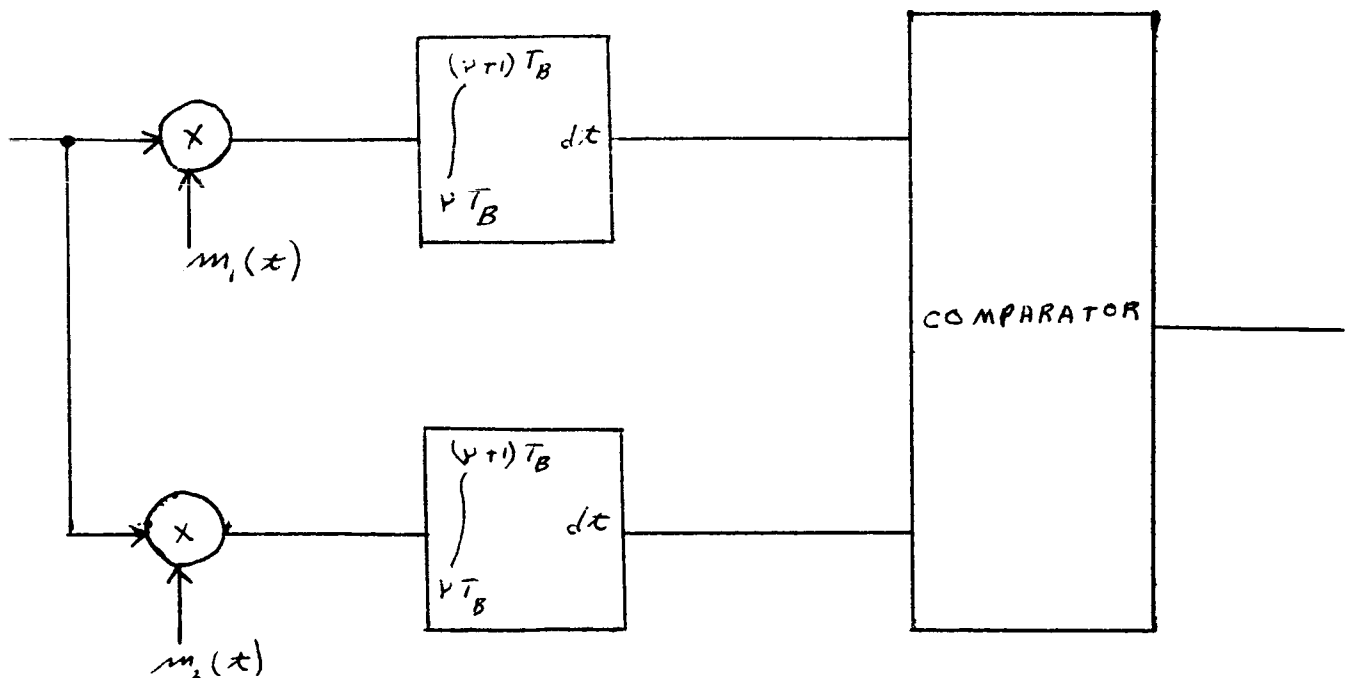 (ν+1) T_B
×
∫ dt
ν T_B
m₁(t)
COMPARATOR
(ν+1) T_B
×
∫ dt
ν T_B
m₂(t)